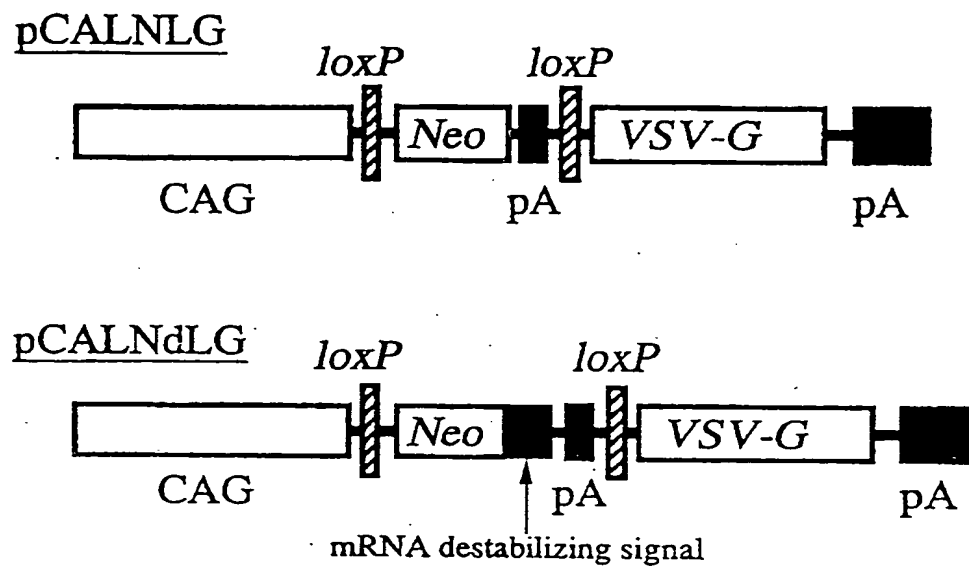 pCALNLG
loxP loxP
Neo VSV-G
CAG pA pA
pCALNdLG
loxP loxP
Neo VSV-G
CAG pA pA
mRNA destabilizing signal